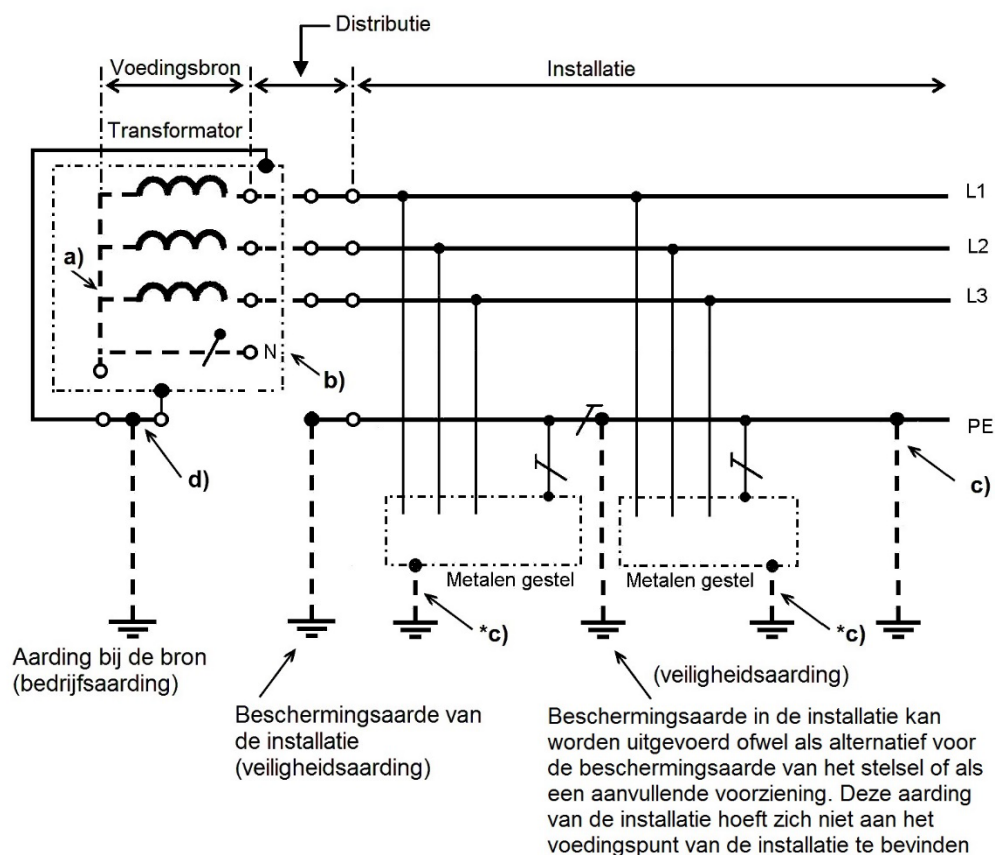 Distributie
Voedingsbron
Installatie
Transformator
L1
L2
a)
L3
N
b)
PE
d)
c)
Metalen gestel
Metalen gestel
*c)
*c)
Aarding bij de bron
(bedrijfsaarding)
(veiligheidsaarding)
Beschermingsaarde van
de installatie
(veiligheidsaarding)
Beschermingsaarde in de installatie kan
worden uitgevoerd ofwel als alternatief voor
de beschermingsaarde van het stelsel of als
een aanvullende voorziening. Deze aarding
van de installatie hoeft zich niet aan het
voedingspunt van de installatie te bevinden